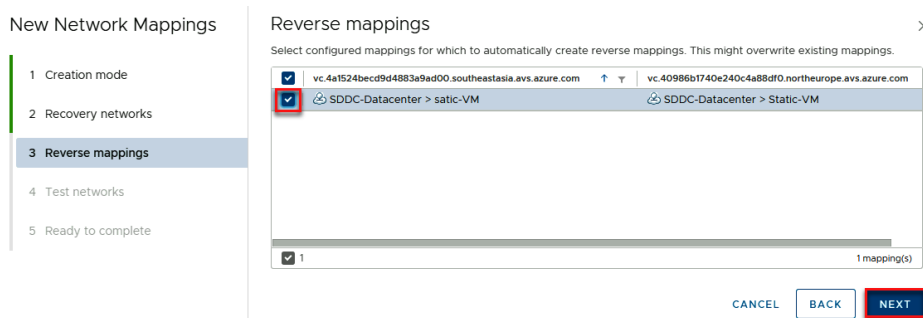 New Network Mappings
1 Creation mode
2 Recovery networks
3 Reverse mappings
4 Test networks
5 Ready to complete
Reverse mappings
Select configured mappings for which to automatically create reverse mappings. This might overwrite existing mappings.
vc.4a1524becd9d4883a9ad00.southeastasia.avs.azure.com vc.40986b1740e240c4a88df0.northeurope.avs.azure.com
SDDC-Datacenter > satic-VM SDDC-Datacenter > Static-VM
1 1 mapping(s)
CANCEL BACK NEXT